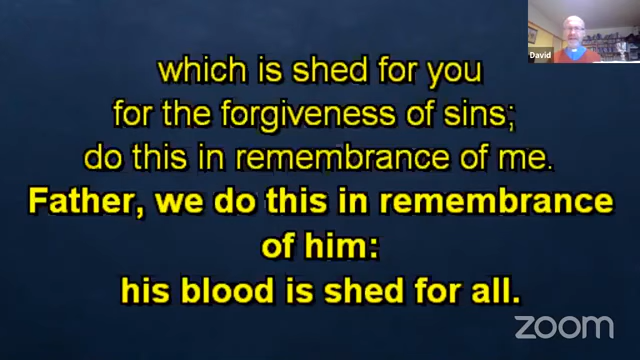 David
which is shed for you
for the forgiveness of sins;
do this in remembrance of me.
Father, we do this in remembrance
of him:
his blood is shed for all.
zoom